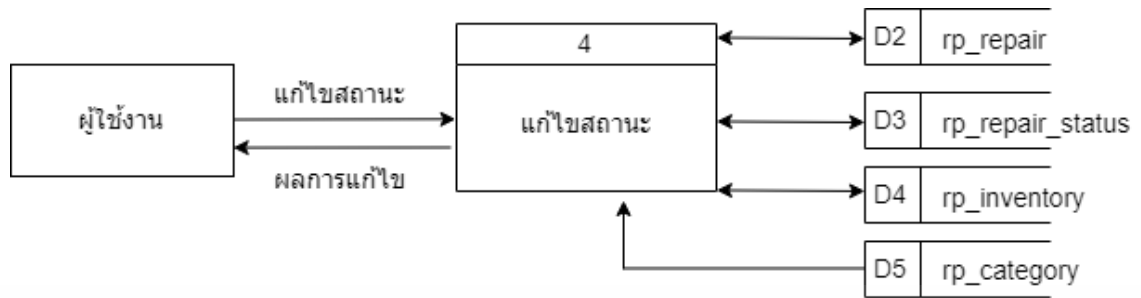 ผู้ใช้งาน
แก้ไขสถานะ
ผลการแก้ไข
4
แก้ไขสถานะ
D2 rp_repair
D3 rp_repair_status
D4 rp_inventory
D5 rp_category